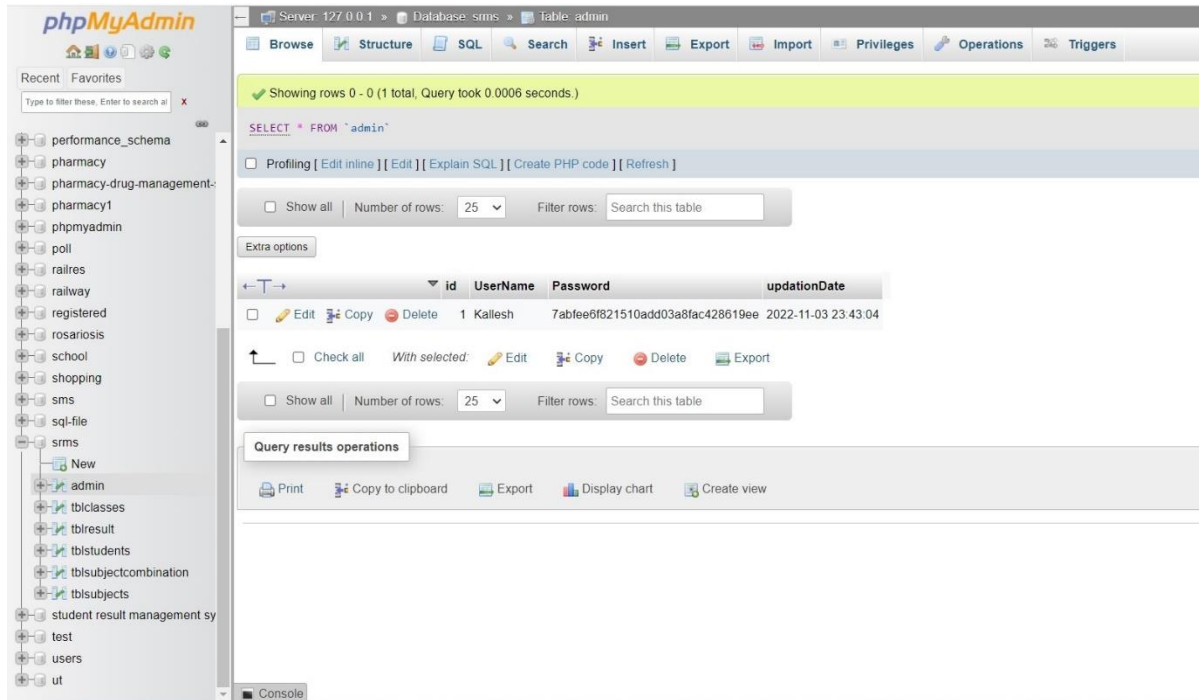 phpMyAdmin
Recent Favorites
Type to filter these, Enter to search al X
performance_schema
pharmacy
pharmacy-drug-management-
pharmacy1
phpmyadmin
poll
railres
railway
registered
rosariosis
school
shopping
sms
sql-file
srms
New
admin
tblclasses
tblresult
tblstudents
tblsubjectcombination
tblsubjects
student result management sy
test
users
ut
Server: 127.0.0.1 » Database: srms » Table: admin
Browse Structure SQL Search Insert Export Import Privileges Operations Triggers
Showing rows 0 - 0 (1 total, Query took 0.0006 seconds.)
SELECT * FROM `admin`
Profiling [ Edit inline ] [ Edit ] [ Explain SQL ] [ Create PHP code ] [ Refresh ]
Show all | Number of rows: 25 Filter rows: Search this table
Extra options
←T→ id UserName Password updationDate
Edit Copy Delete 1 Kallesh 7abfee6f821510add03a8fac428619ee 2022-11-03 23:43:04
Check all With selected: Edit Copy Delete Export
Show all | Number of rows: 25 Filter rows: Search this table
Query results operations
Print Copy to clipboard Export Display chart Create view
Console